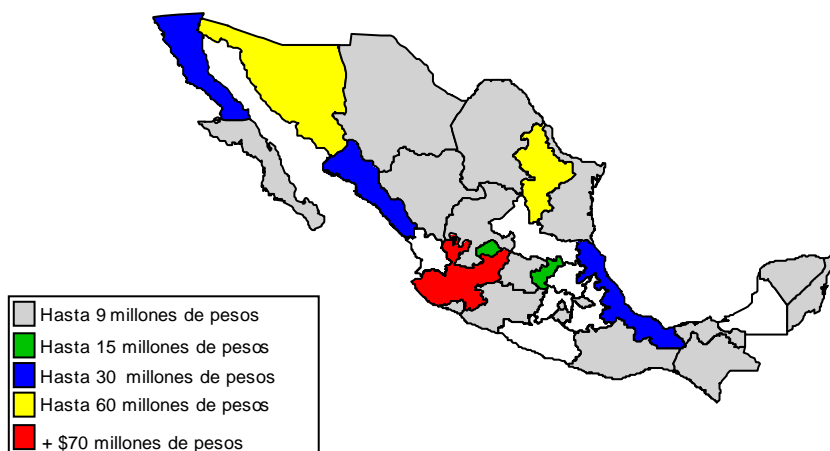 Hasta 9 millones de pesos
Hasta 15 millones de pesos
Hasta 30 millones de pesos
Hasta 60 millones de pesos
+ $70 millones de pesos